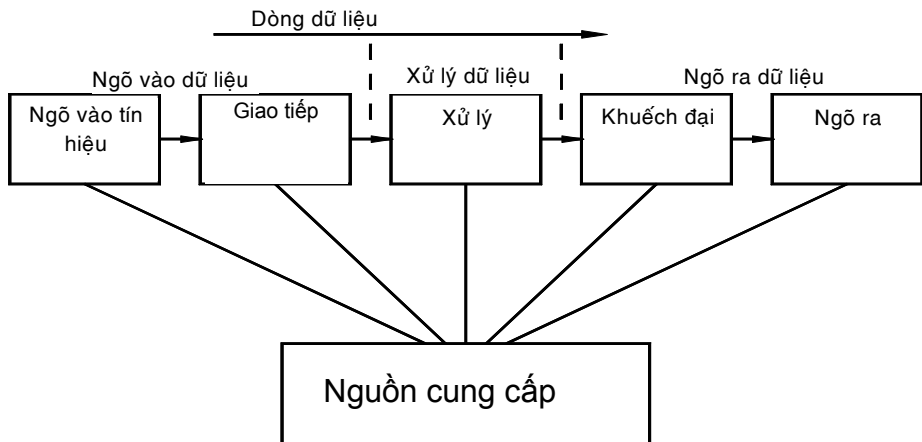 Dòng dữ liệu
Ngõ vào dữ liệu
Xử lý dữ liệu
Ngõ ra dữ liệu
Ngõ vào tín
hiệu
Giao tiếp
Xử lý
Khuếch đại
Ngõ ra
Nguồn cung cấp